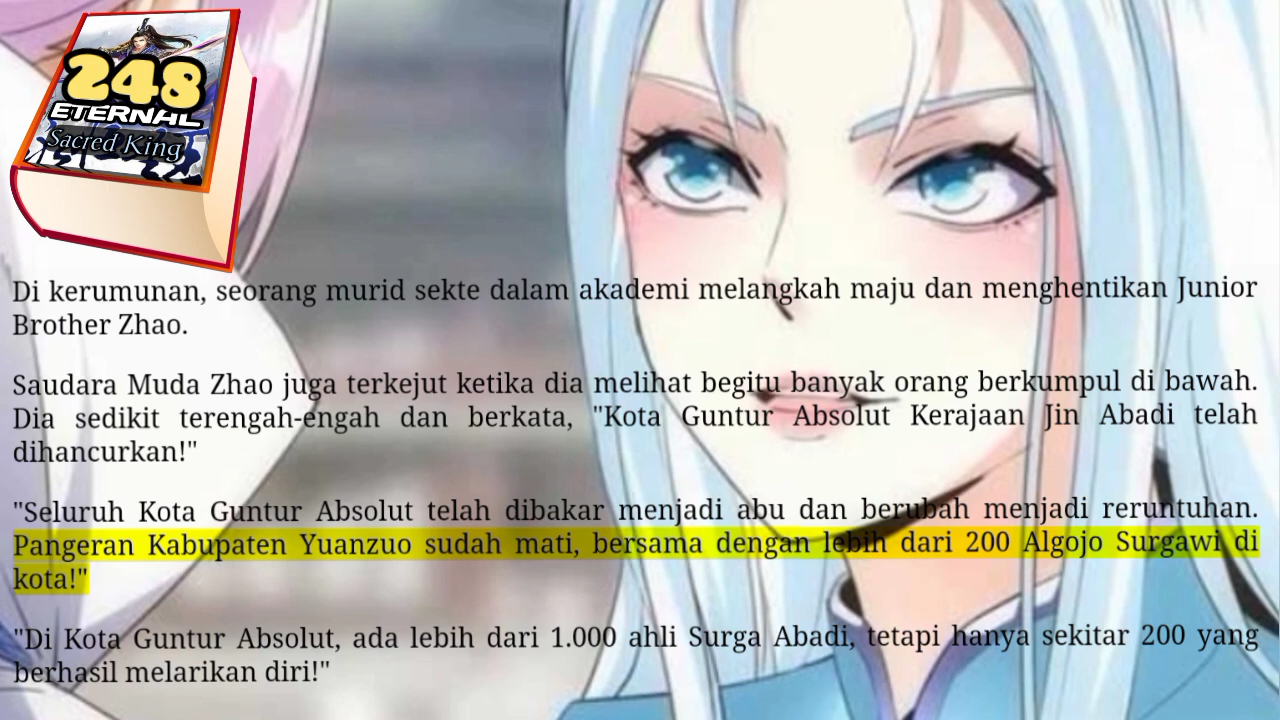 248
ETERNAL
Sacred King
Di kerumunan, seorang murid sekte dalam akademi melangkah maju dan menghentikan Junior
Brother Zhao.
Saudara Muda Zhao juga terkejut ketika dia melihat begitu banyak orang berkumpul di bawah.
Dia sedikit terengah-engah dan berkata, "Kota Guntur Absolut Kerajaan Jin Abadi telah
dihancurkan!"
"Seluruh Kota Guntur Absolut telah dibakar menjadi abu dan berubah menjadi reruntuhan.
Pangeran Kabupaten Yuanzuo sudah mati, bersama dengan lebih dari 200 Algojo Surgawi di
kota!"
"Di Kota Guntur Absolut, ada lebih dari 1.000 ahli Surga Abadi, tetapi hanya sekitar 200 yang
berhasil melarikan diri!"